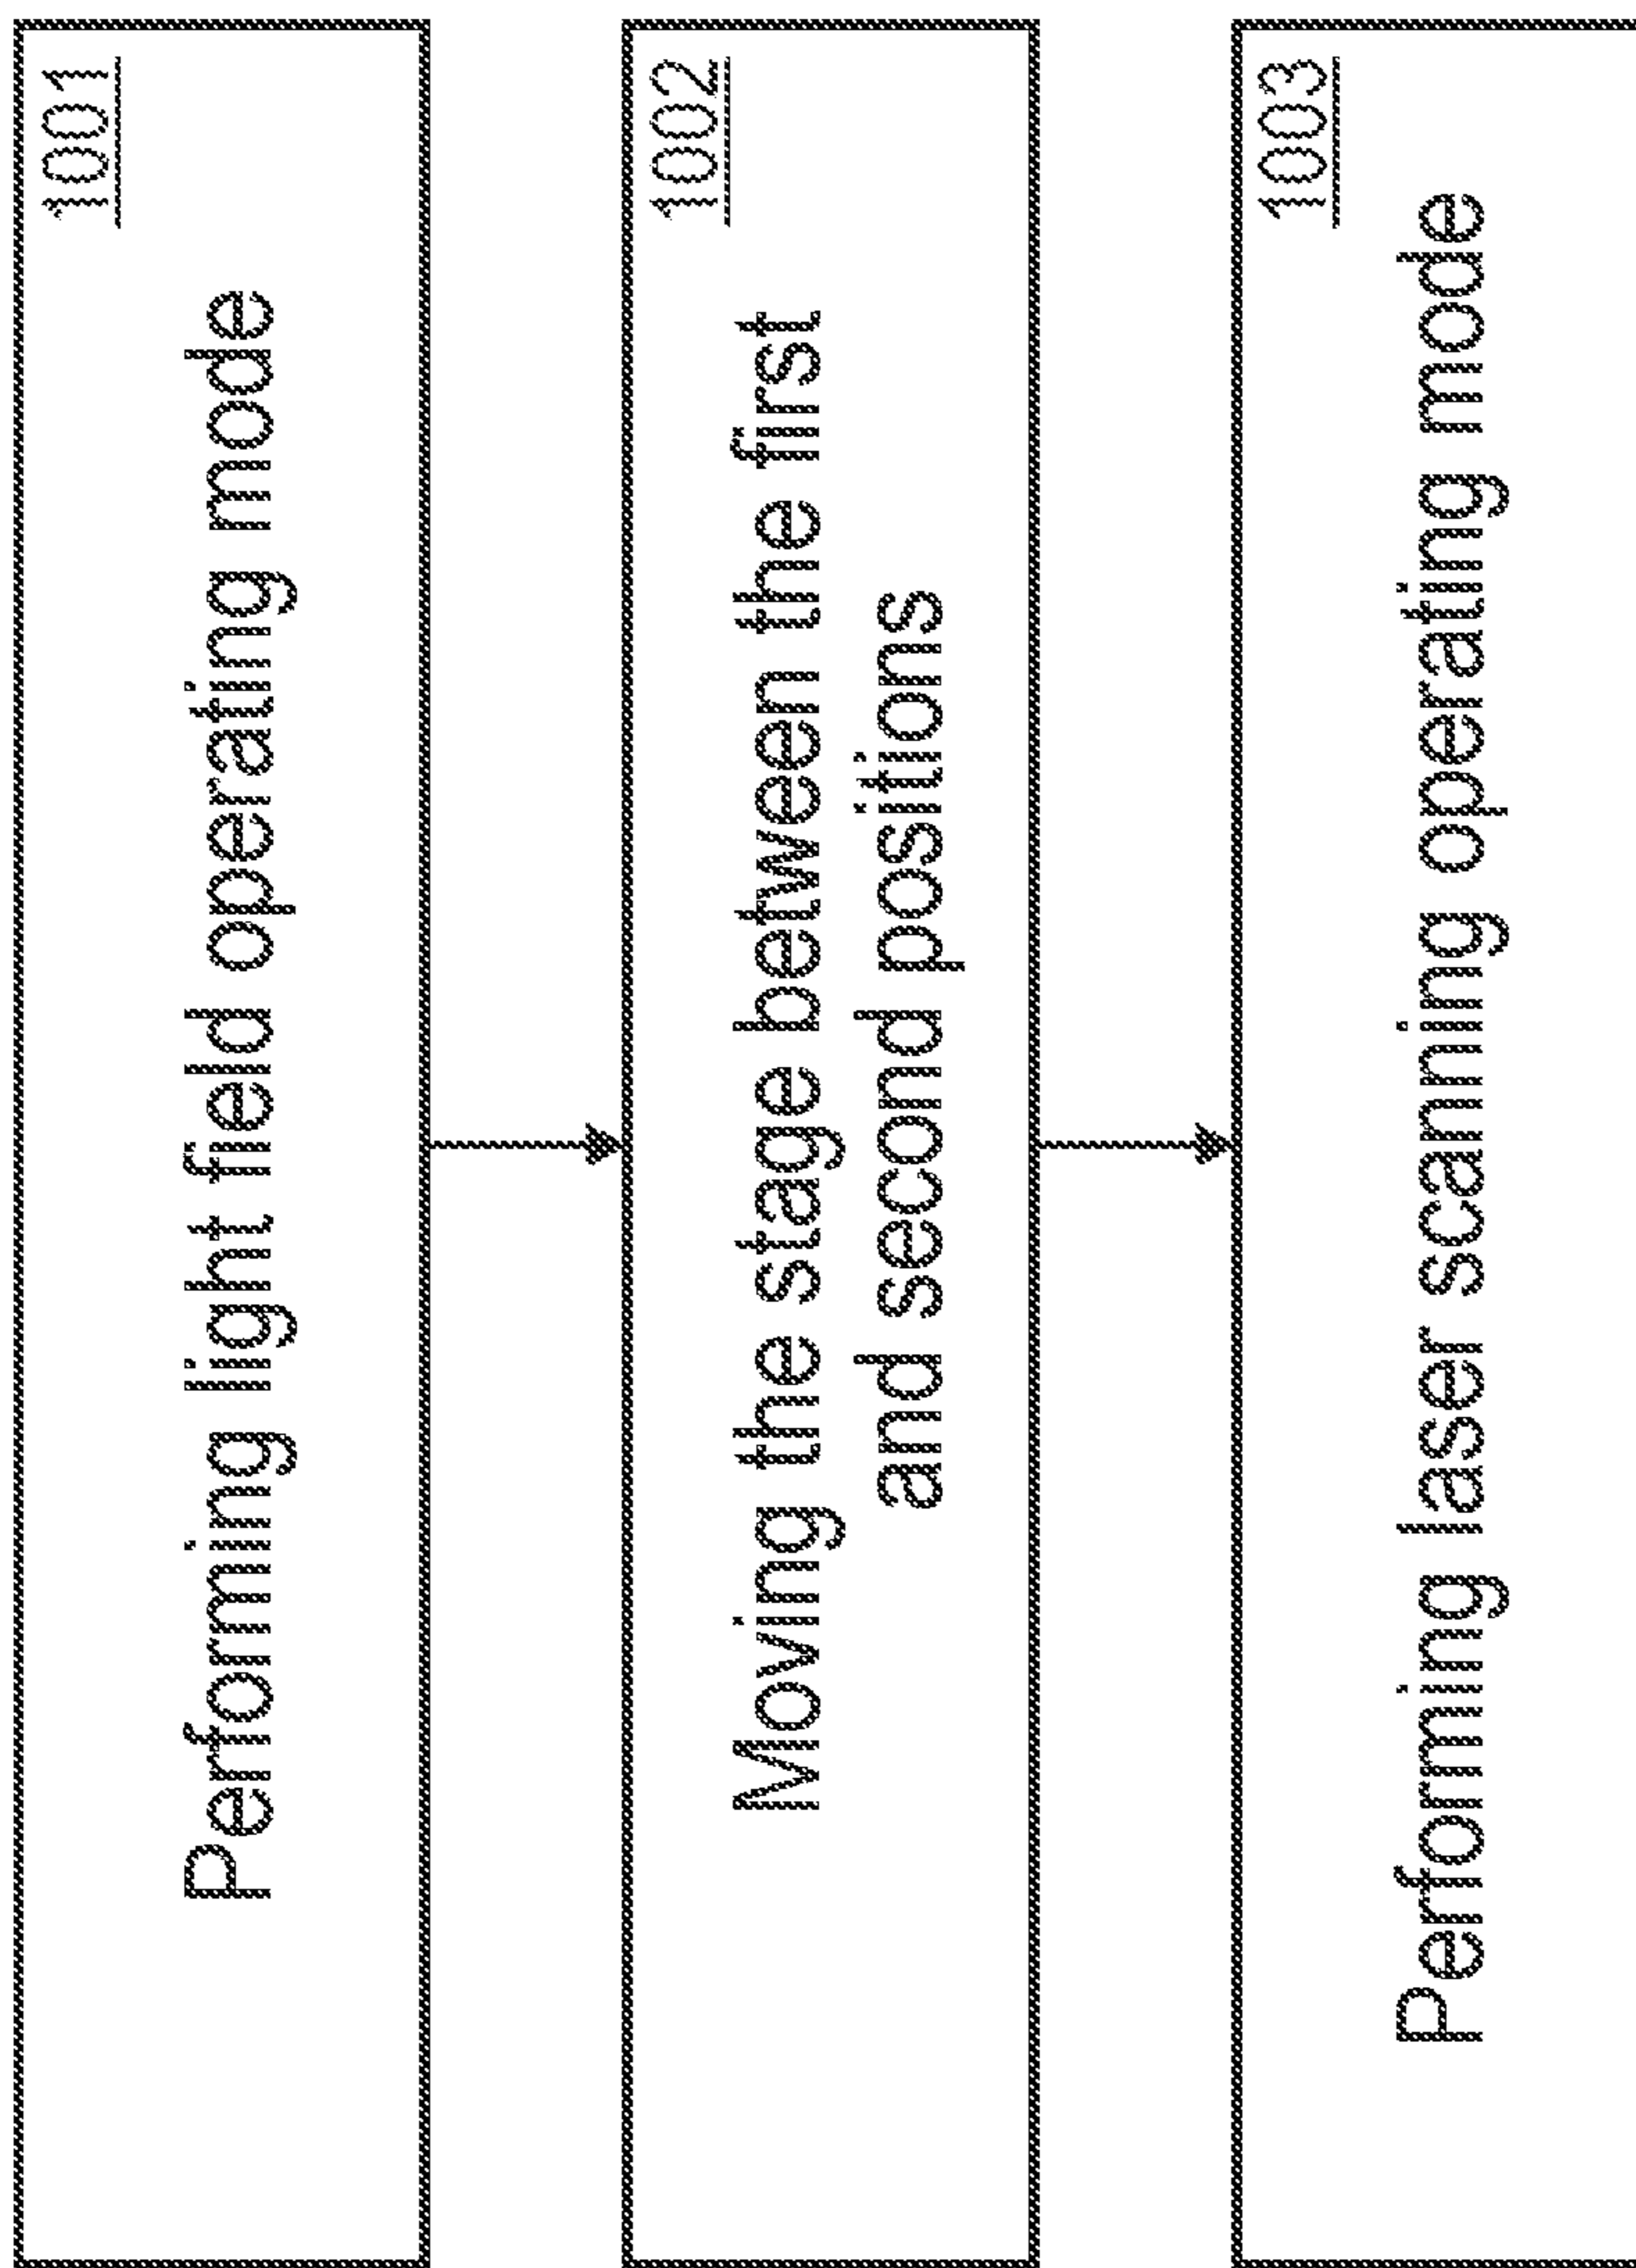 1001
Performing light field operating mode
1002
Moving the stage between the first
and second positions
1003
Performing laser scanning operating mode